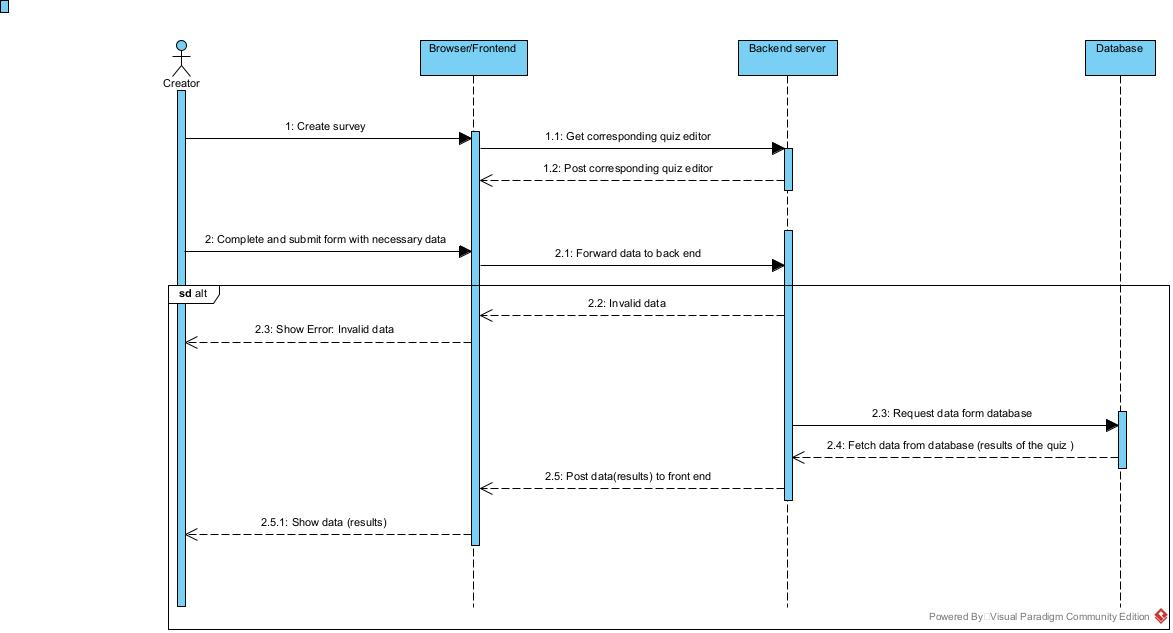 Creator
Browser/Frontend
Backend server
Database
1: Create survey
1.1: Get corresponding quiz editor
1.2: Post corresponding quiz editor
2: Complete and submit form with necessary data
2.1: Forward data to back end
sd alt
2.2: Invalid data
2.3: Show Error: Invalid data
2.3: Request data form database
2.4: Fetch data from database (results of the quiz )
2.5: Post data(results) to front end
2.5.1: Show data (results)
Powered By Visual Paradigm Community Edition